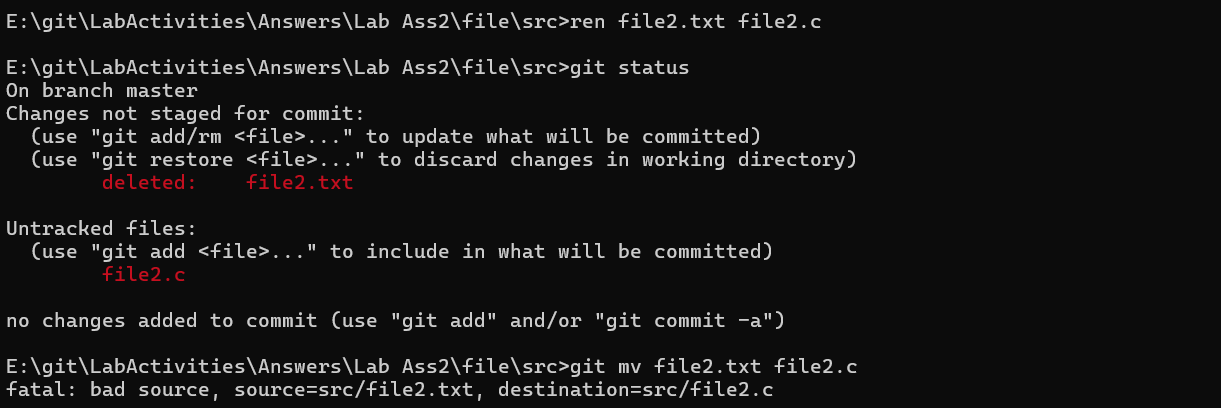 E:\git\LabActivities\Answers\Lab Ass2\file\src>ren file2.txt file2.c
E:\git\LabActivities\Answers\Lab Ass2\file\src>git status
On branch master
Changes not staged for commit:
  (use "git add/rm <file>..." to update what will be committed)
  (use "git restore <file>..." to discard changes in working directory)
        deleted:    file2.txt
Untracked files:
  (use "git add <file>..." to include in what will be committed)
        file2.c
no changes added to commit (use "git add" and/or "git commit -a")
E:\git\LabActivities\Answers\Lab Ass2\file\src>git mv file2.txt file2.c
fatal: bad source, source=src/file2.txt, destination=src/file2.c